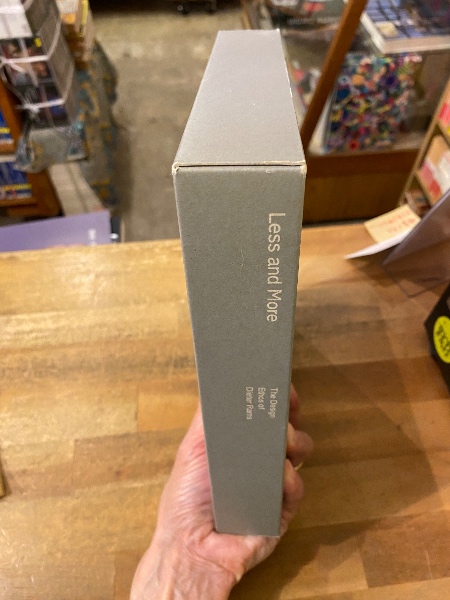 Less and More
The Design
Ethos of
Dieter Rams